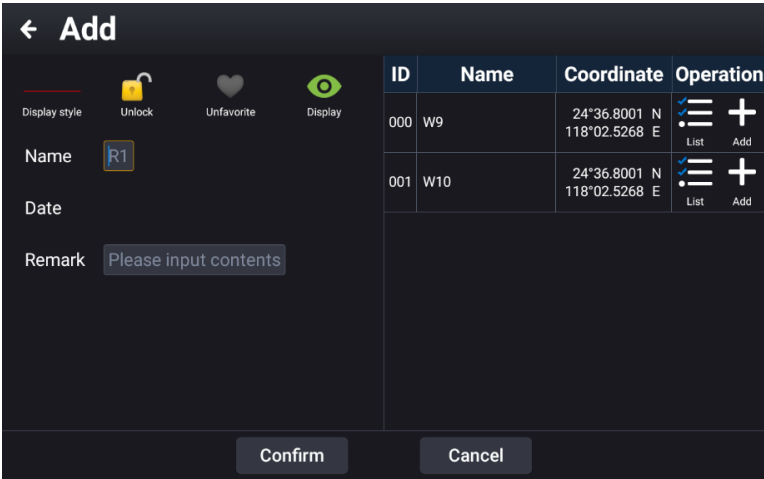 Add
Display style Unlock Unfavorite Display
Name R1
Date
Remark Please input contents
ID Name Coordinate Operation
000 W9 24°36.8001 N
118°02.5268 E
List Add
001 W10 24°36.8001 N
118°02.5268 E
List Add
Confirm Cancel